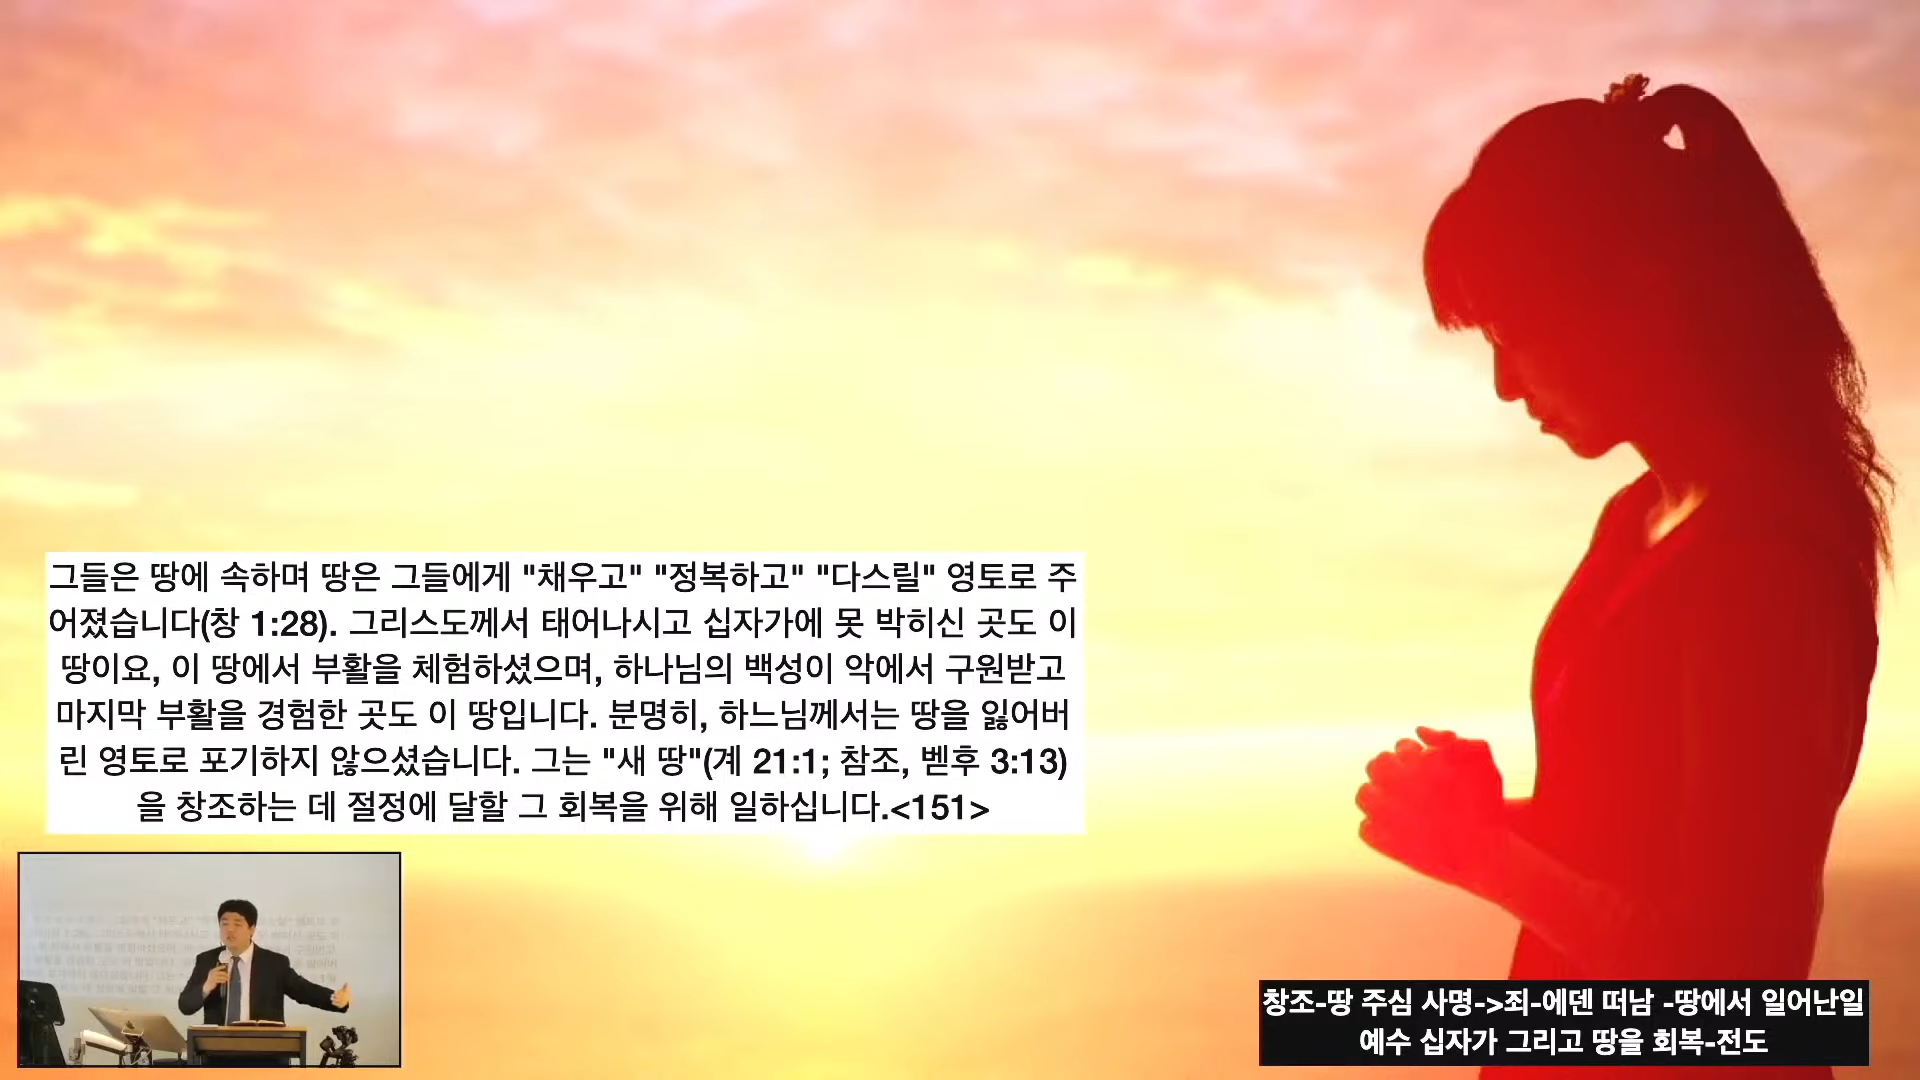 그들은 땅에 속하며 땅은 그들에게 "채우고" "정복하고" "다스릴" 영토로 주
어졌습니다(창 1:28). 그리스도께서 태어나시고 십자가에 못 박히신 곳도 이
땅이요, 이 땅에서 부활을 체험하셨으며, 하나님의 백성이 악에서 구원받고
마지막 부활을 경험한 곳도 이 땅입니다. 분명히, 하느님께서는 땅을 잃어버
린 영토로 포기하지 않으셨습니다. 그는 "새 땅"(계 21:1; 참조, 벧후 3:13)
을 창조하는 데 절정에 달할 그 회복을 위해 일하십니다.<151>
창조-땅 주심 사명->죄-에덴 떠남 -땅에서 일어난일
예수 십자가 그리고 땅을 회복-전도